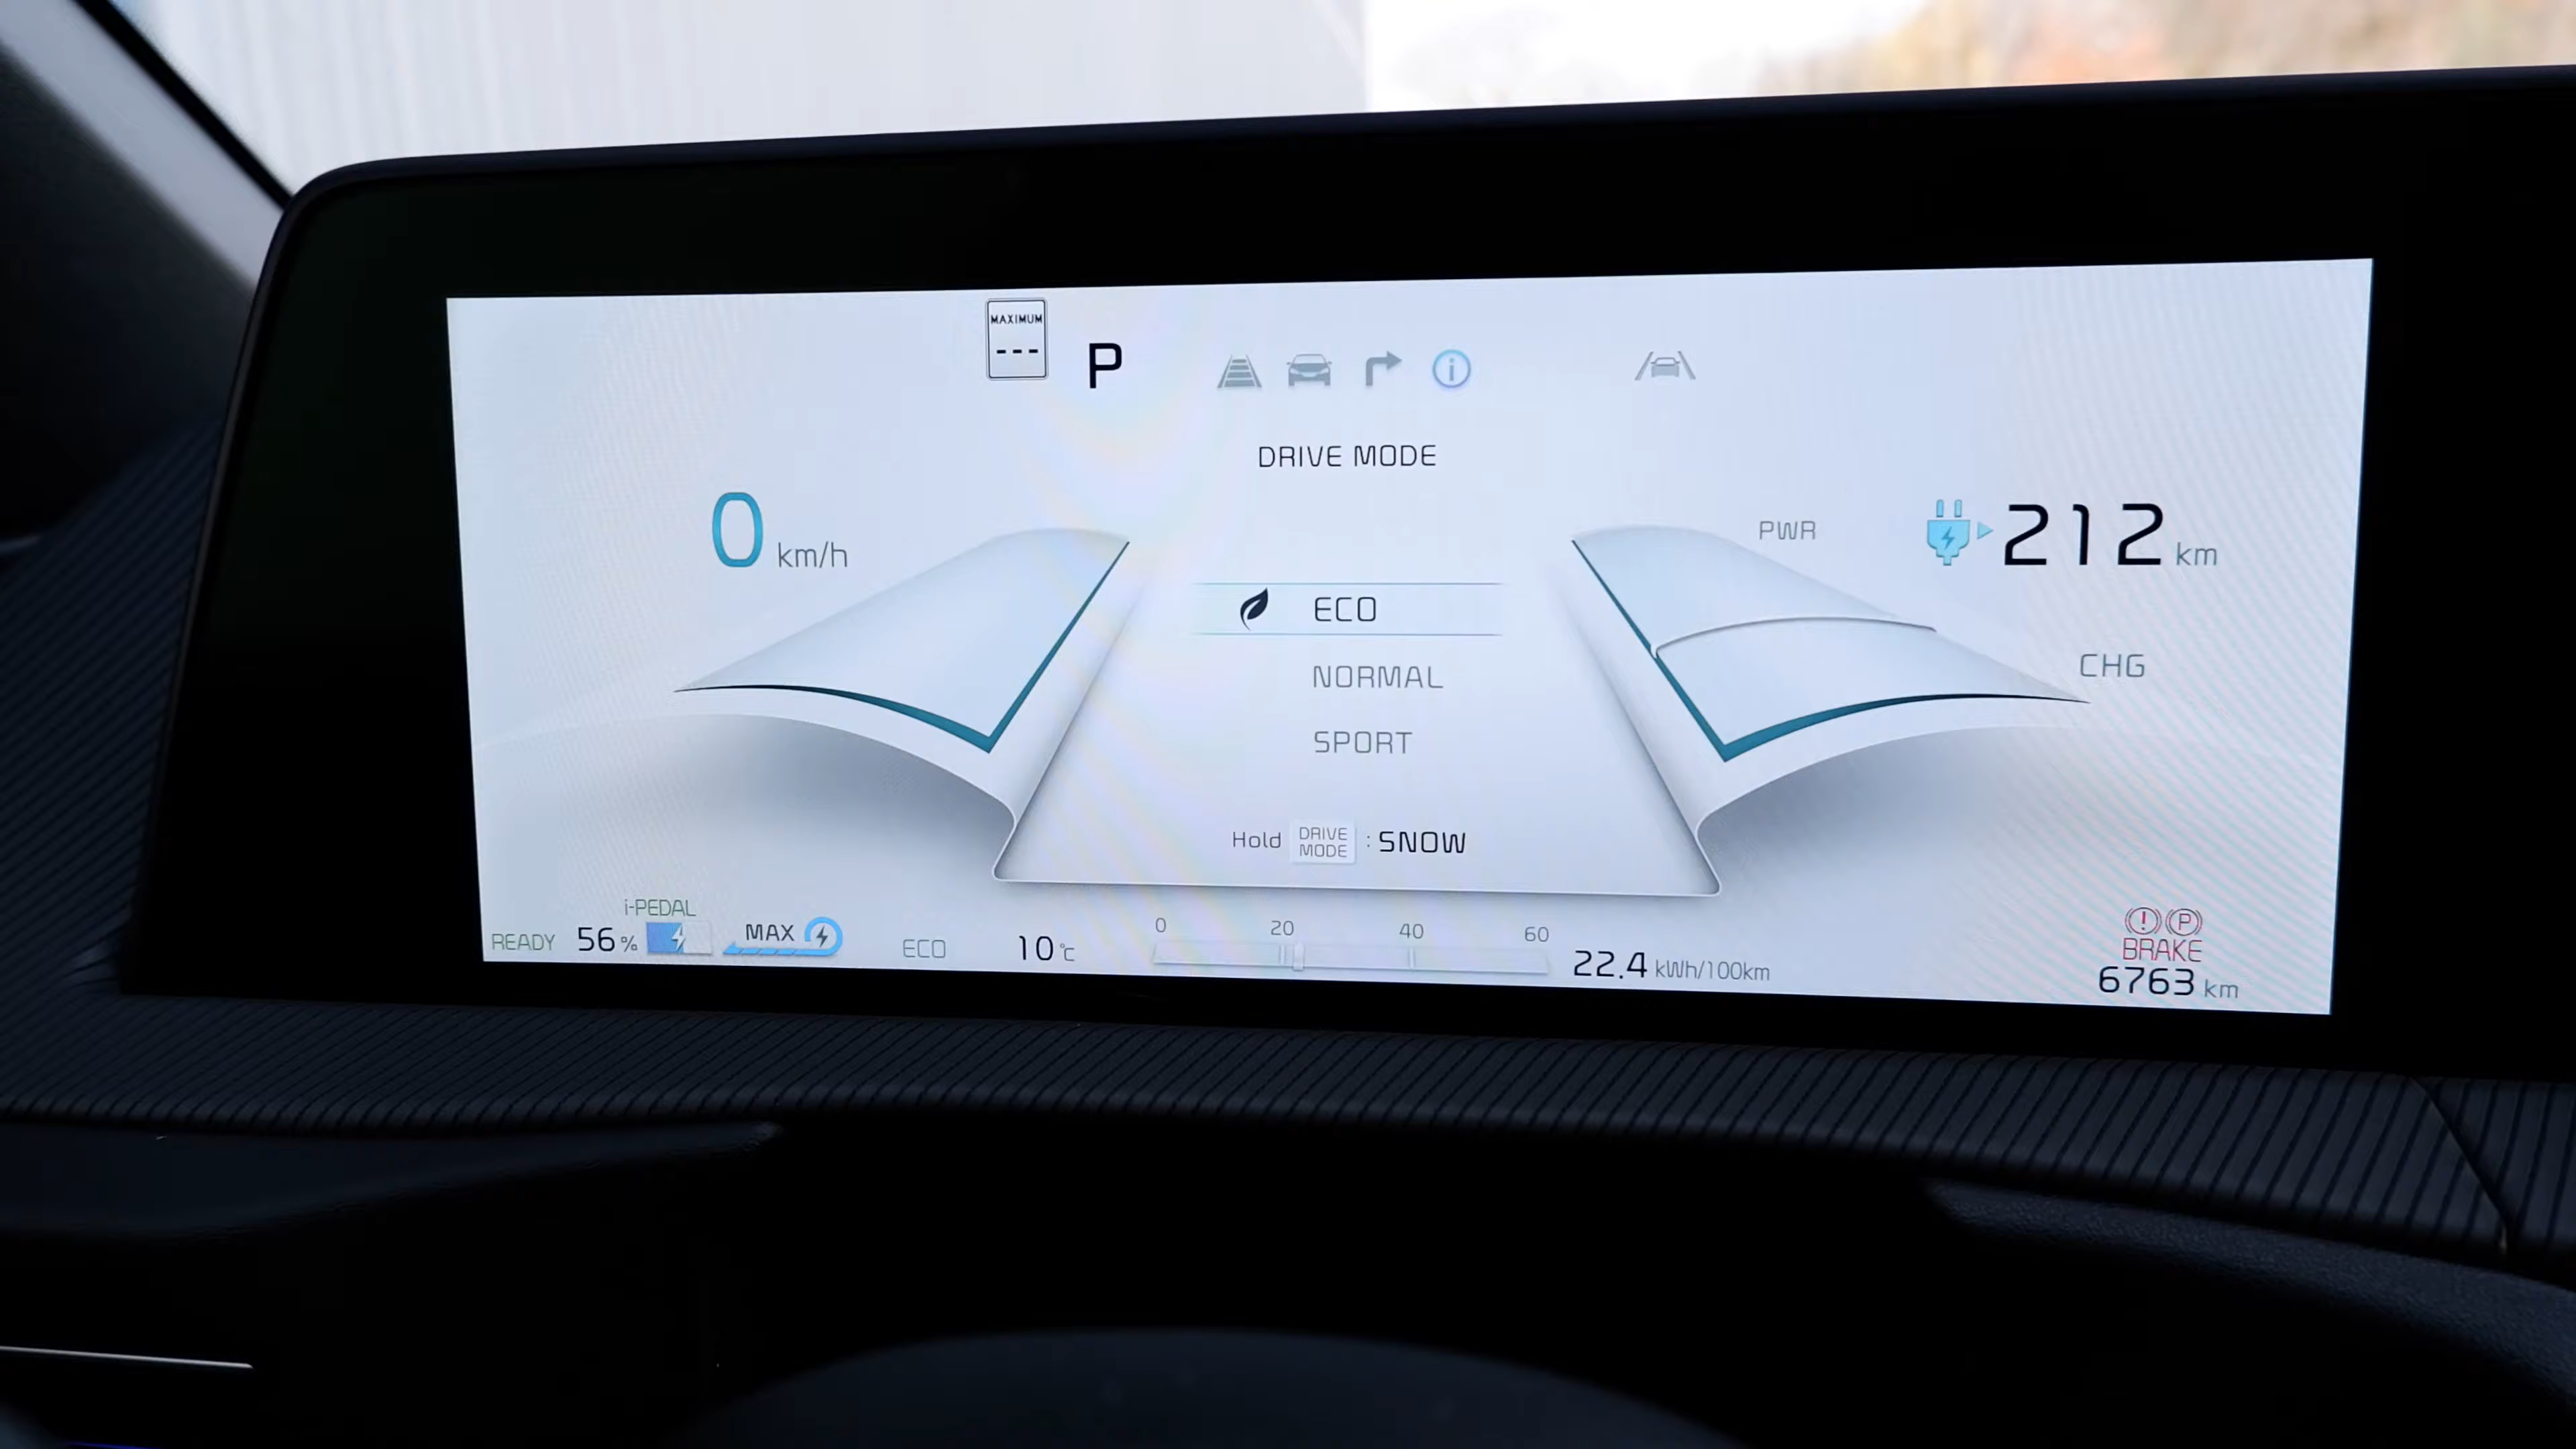 MAXIMUM
---
P
DRIVE MODE
0 km/h
PWR
212 km
ECO
NORMAL
CHG
SPORT
Hold DRIVE MODE : SNOW
i-PEDAL
READY 56% MAX
ECO
10°C
0 20 40 60
22.4 kWh/100km
BRAKE
6763 km